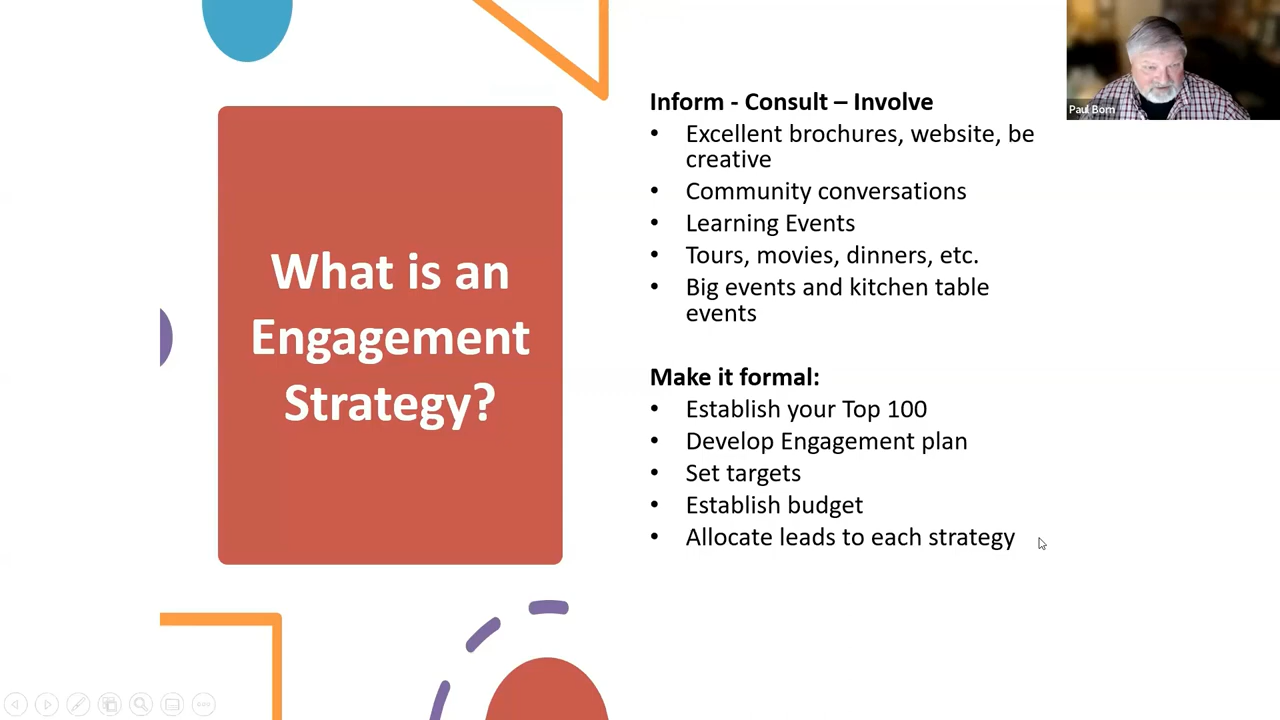 What is an
Engagement
Strategy?
Inform - Consult – Involve
• Excellent brochures, website, be
creative
• Community conversations
• Learning Events
• Tours, movies, dinners, etc.
• Big events and kitchen table
events
Make it formal:
• Establish your Top 100
• Develop Engagement plan
• Set targets
• Establish budget
• Allocate leads to each strategy
Paul Born